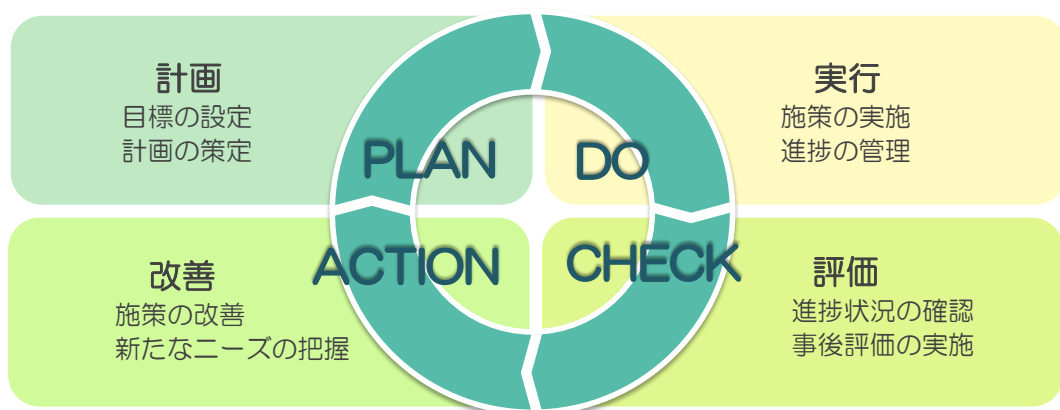 計画
目標の設定
計画の策定
PLAN
DO
実行
施策の実施
進捗の管理
改善
施策の改善
新たなニーズの把握
ACTION
CHECK
評価
進捗状況の確認
事後評価の実施